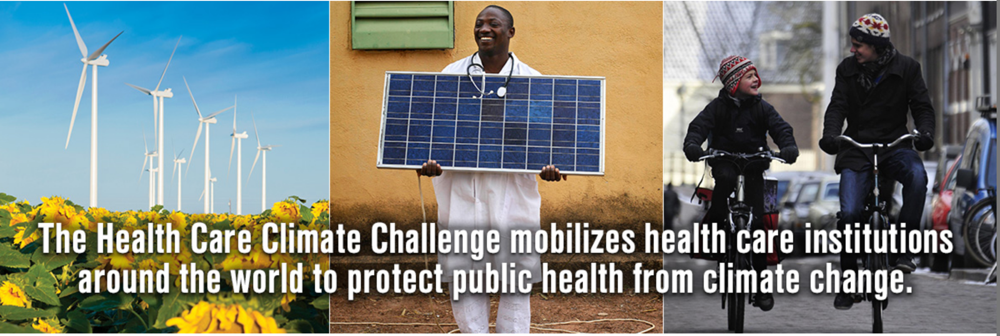 The Health Care Climate Challenge mobilizes health care institutions
around the world to protect public health from climate change.